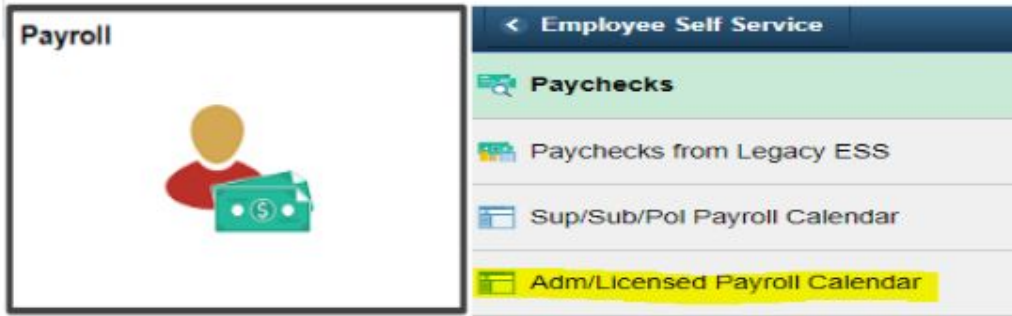 Payroll
< Employee Self Service
Paychecks
Paychecks from Legacy ESS
Sup/Sub/Pol Payroll Calendar
Adm/Licensed Payroll Calendar